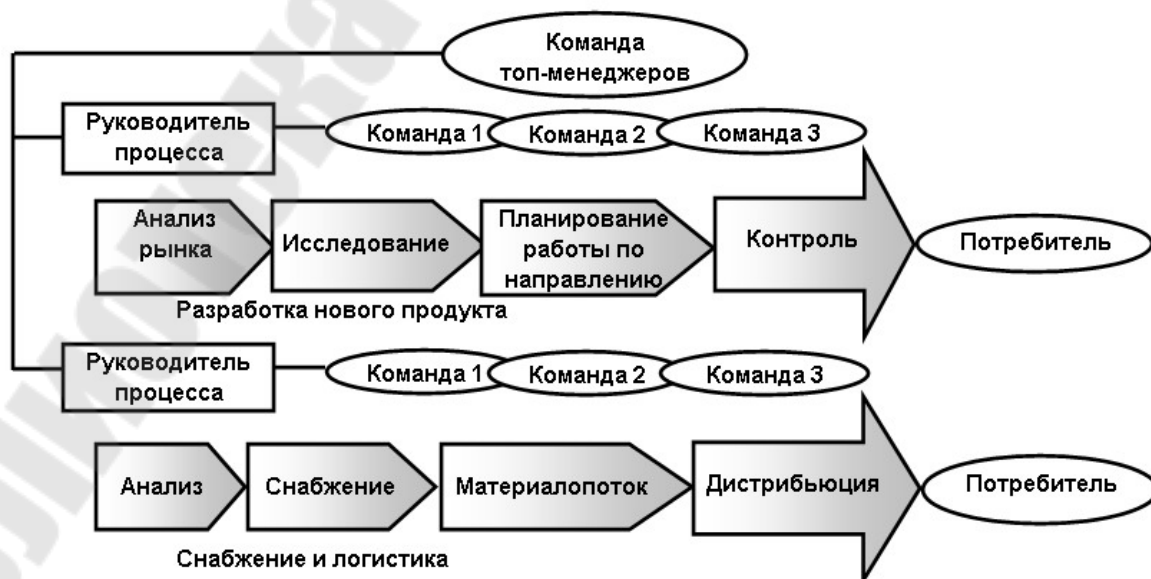 Команда
топ-менеджеров
Руководитель
процесса
Команда 1
Команда 2
Команда 3
Анализ
рынка
Исследование
Планирование
работы по
направлению
Контроль
Потребитель
Разработка нового продукта
Руководитель
процесса
Команда 1
Команда 2
Команда 3
Анализ
Снабжение
Материалопоток
Дистрибьюция
Потребитель
Снабжение и логистика